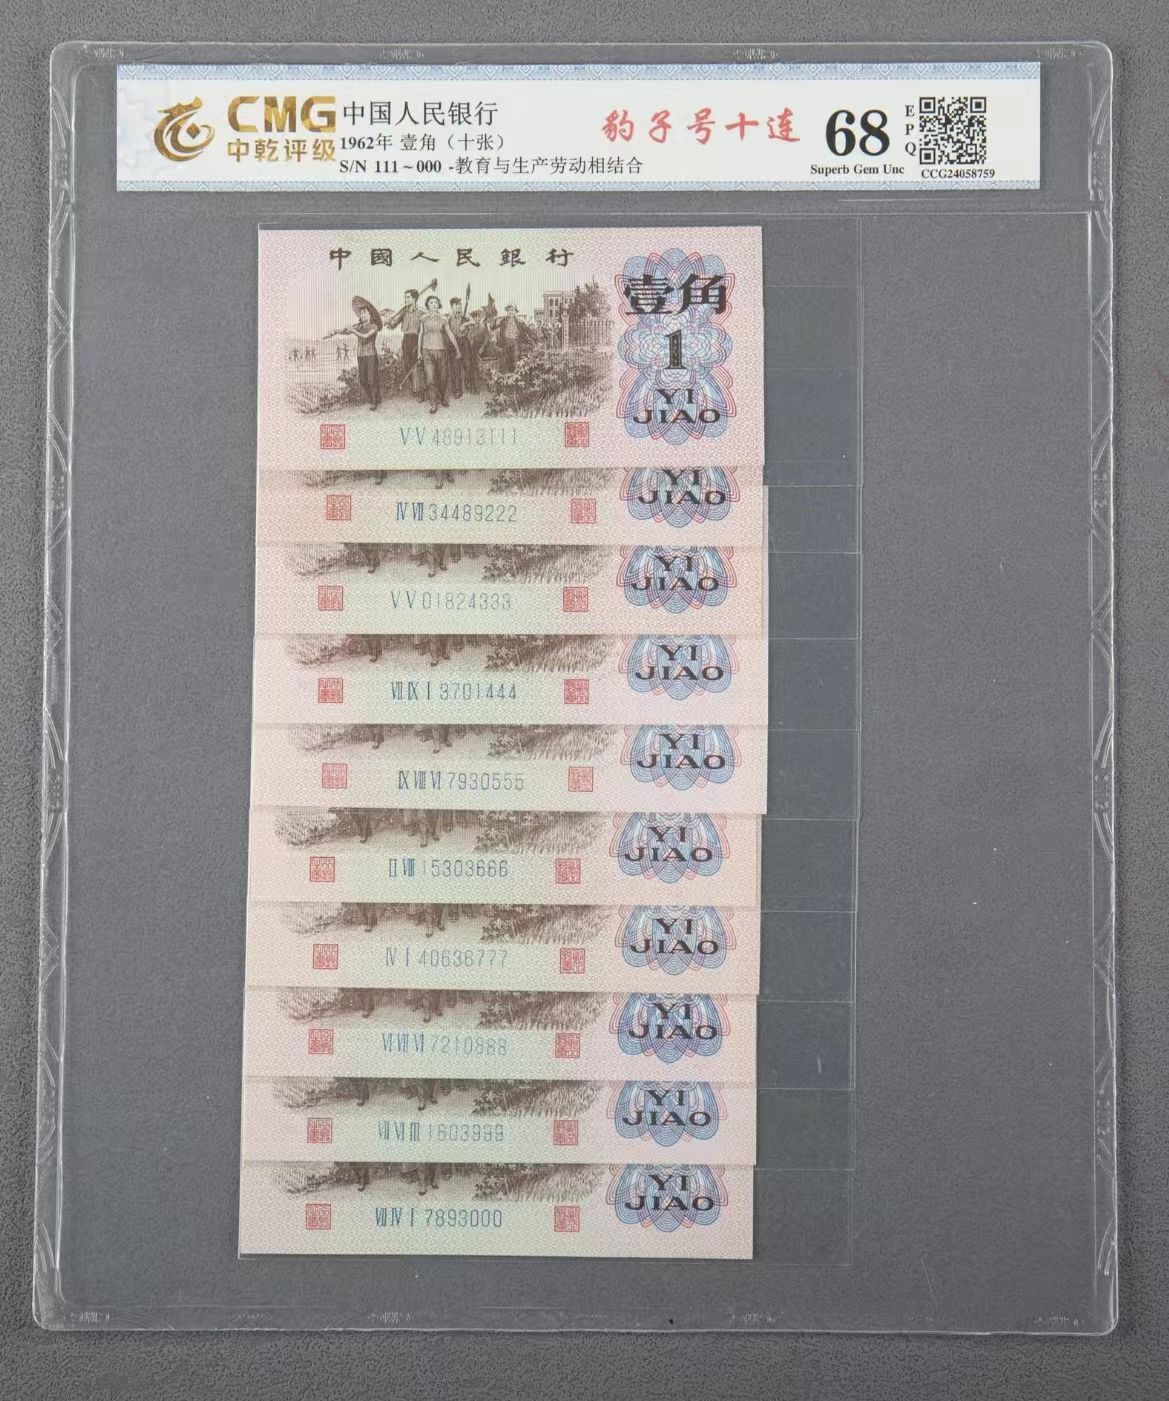 CMG
中乾评级
中国人民银行
1962年 壹角（十张）
S/N 111～000 -教育与生产劳动相结合
豹子号十连
68
EPQ
Superb Gem Unc
CCG24058759
中國人民銀行
壹角
1
YI
JIAO
V V 48913111
YI
JIAO
Ⅳ Ⅶ 34489222
YI
JIAO
V V 01824333
YI
JIAO
Ⅶ Ⅸ Ⅰ 3701444
YI
JIAO
Ⅸ Ⅷ Ⅵ 7930555
YI
JIAO
Ⅱ Ⅷ 15303666
YI
JIAO
Ⅳ Ⅰ 40636777
YI
JIAO
Ⅵ Ⅶ Ⅵ 7210888
YI
JIAO
Ⅶ Ⅵ Ⅲ 1603999
YI
JIAO
Ⅶ Ⅳ Ⅰ 7893000